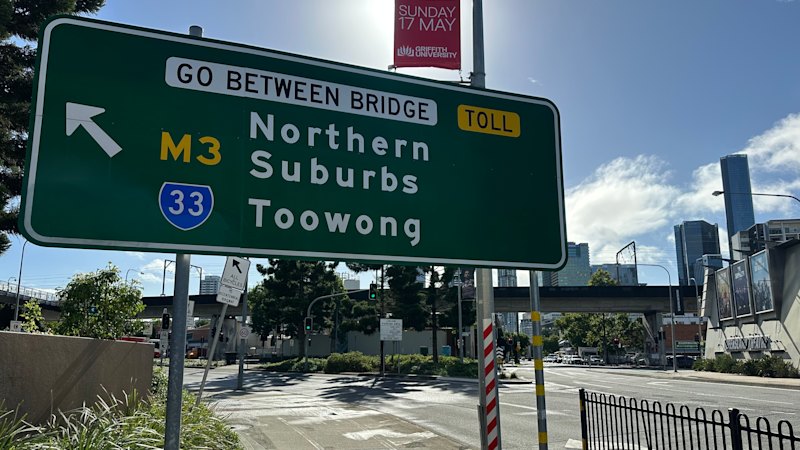 SUNDAY
17 MAY
GRIFFITH
UNIVERSITY
GO BETWEEN BRIDGE
TOLL
M3
Northern
Suburbs
33
Toowong